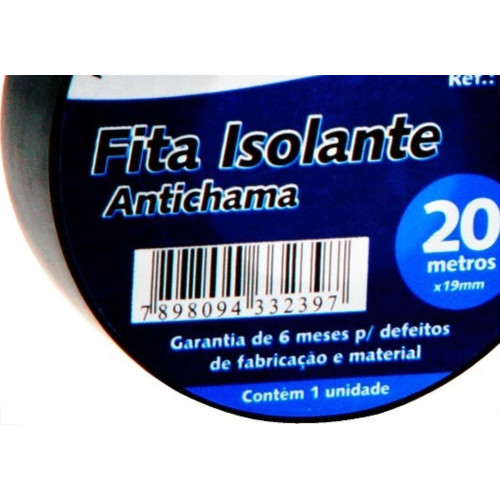 Ref.:
Fita Isolante
Antichama
20
metros
x19mm
7 898094 332397
Garantia de 6 meses p/ defeitos
de fabricação e material
Contém 1 unidade